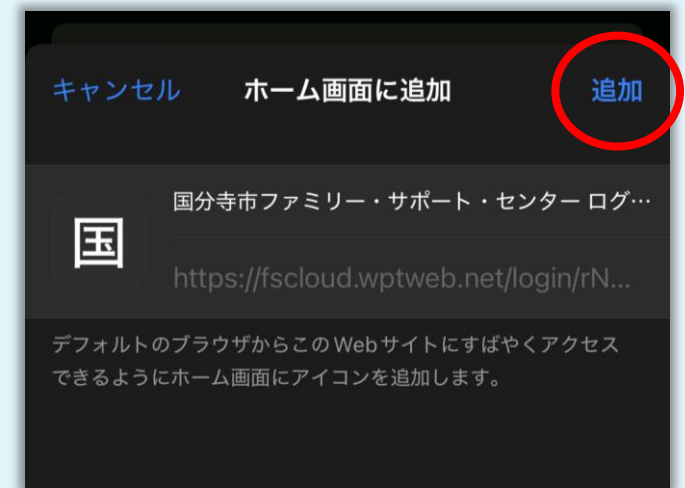 キャンセル ホーム画面に追加 追加
国分寺市ファミリー・サポート・センター ログ…
国
https://fscloud.wptweb.net/login/rN...
デフォルトのブラウザからこのWebサイトにすばやくアクセス
できるようにホーム画面にアイコンを追加します。